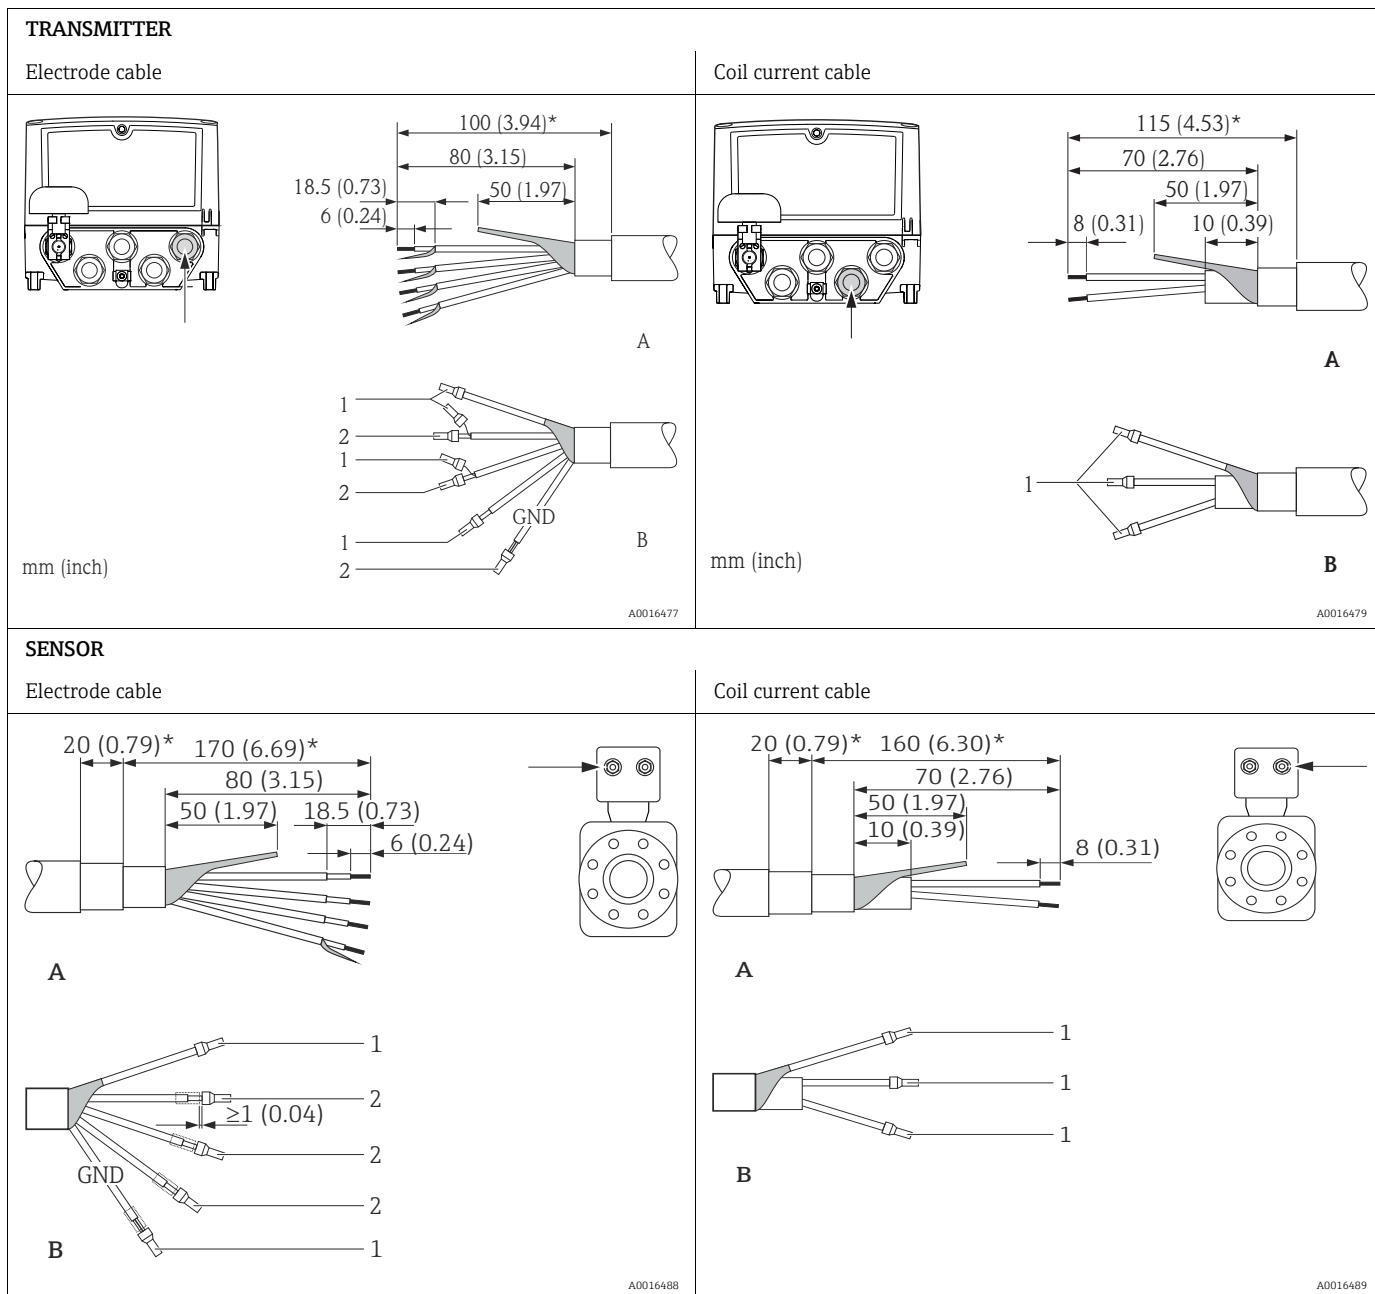 TRANSMITTER
Electrode cable
100 (3.94)*
80 (3.15)
18.5 (0.73)
50 (1.97)
6 (0.24)
A
1
2
1
2
GND
1
B
2
mm (inch)
A0016477
Coil current cable
115 (4.53)*
70 (2.76)
50 (1.97)
8 (0.31)
10 (0.39)
A
1
mm (inch)
B
A0016479
SENSOR
Electrode cable
20 (0.79)*
170 (6.69)*
80 (3.15)
50 (1.97)
18.5 (0.73)
6 (0.24)
A
1
2
≥1 (0.04)
2
GND
2
B
1
A0016488
Coil current cable
20 (0.79)*
160 (6.30)*
70 (2.76)
50 (1.97)
10 (0.39)
8 (0.31)
A
1
1
1
B
A0016489